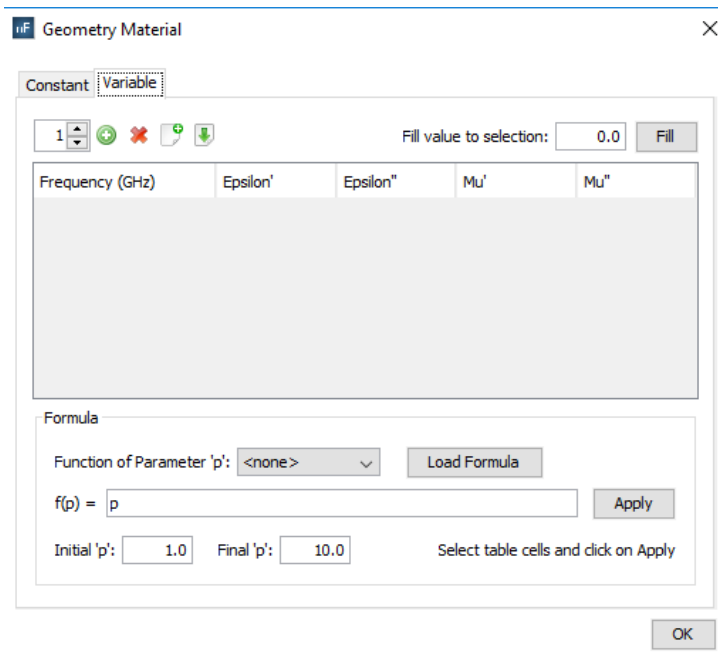 nF Geometry Material
Constant Variable
1 Fill value to selection: 0.0 Fill
Frequency (GHz) Epsilon' Epsilon" Mu' Mu"
Formula
Function of Parameter 'p': <none> Load Formula
f(p) = p Apply
Initial 'p': 1.0 Final 'p': 10.0 Select table cells and click on Apply
OK